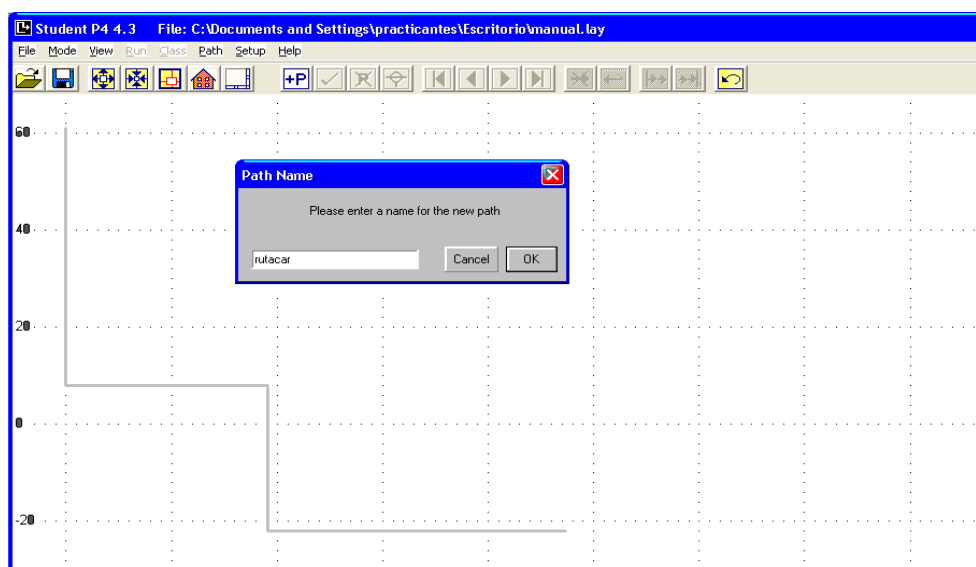 Student P4 4.3 File: C:\Documents and Settings\practicantes\Escritorio\manual.lay
File Mode View Run Class Path Setup Help
+P
60
Path Name
Please enter a name for the new path
40
rutacar Cancel OK
20
0
-20